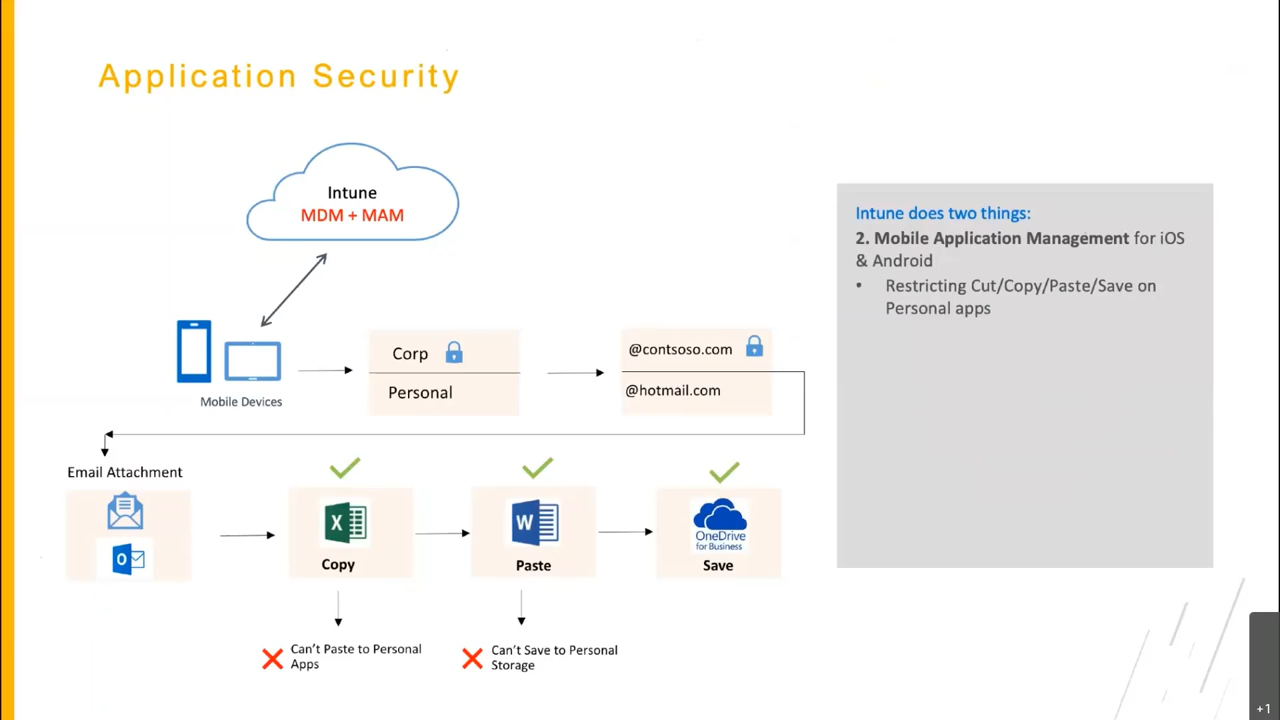 Application Security
Intune
MDM + MAM
Mobile Devices
Corp
Personal
@contsoso.com
@hotmail.com
Intune does two things:
2. Mobile Application Management for iOS
& Android
• Restricting Cut/Copy/Paste/Save on
Personal apps
Email Attachment
O
X
W
OneDrive
for Business
Copy
Paste
Save
Can't Paste to Personal
Apps
Can't Save to Personal
Storage
+1